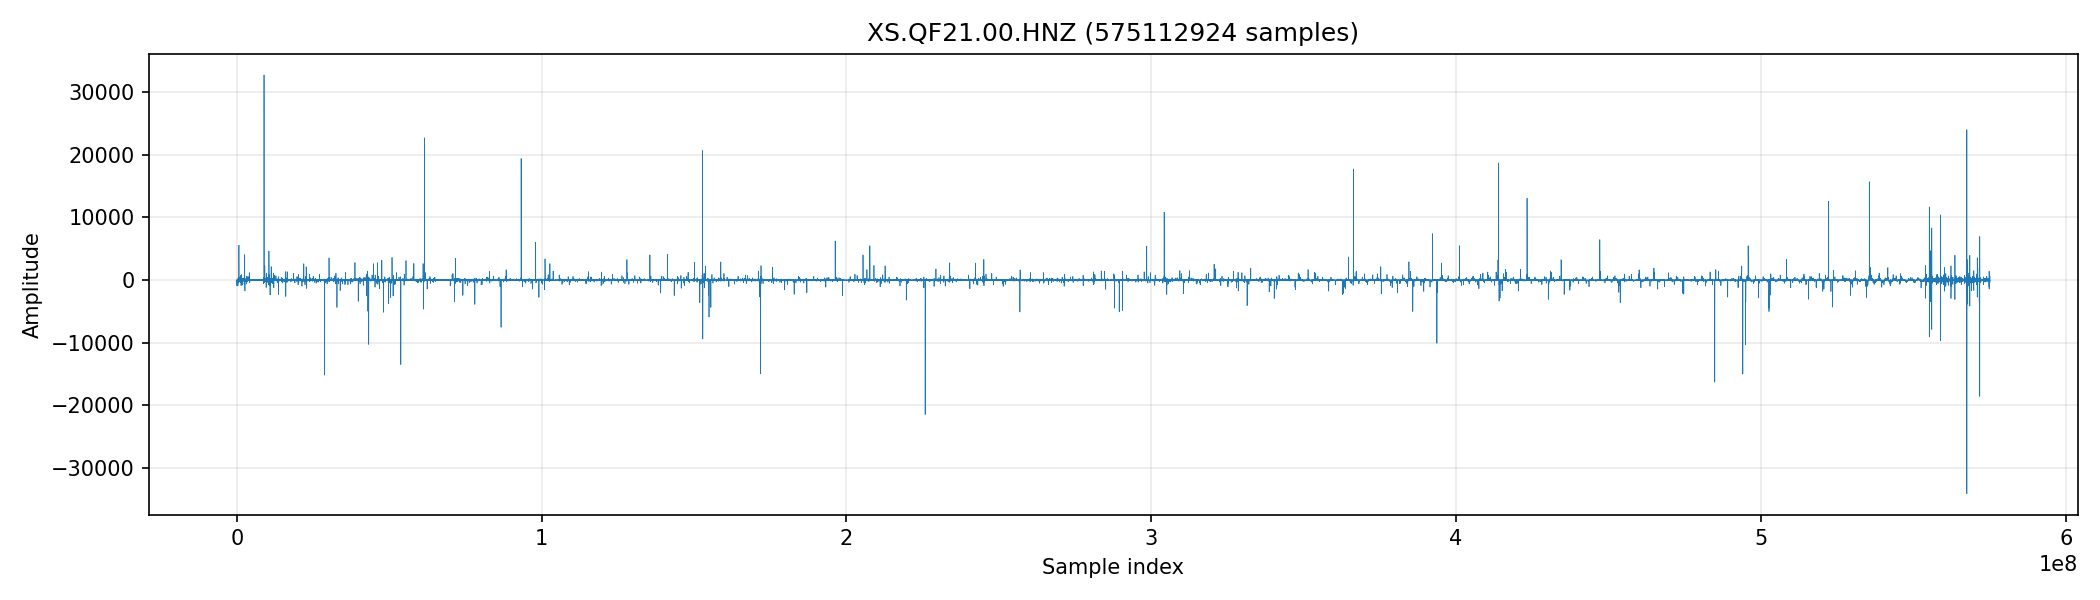 XS.QF21.00.HNZ (575112924 samples)
30000
20000
10000
0
−10000
−20000
−30000
Amplitude
0 1 2 3 4 5 6
1e8
Sample index